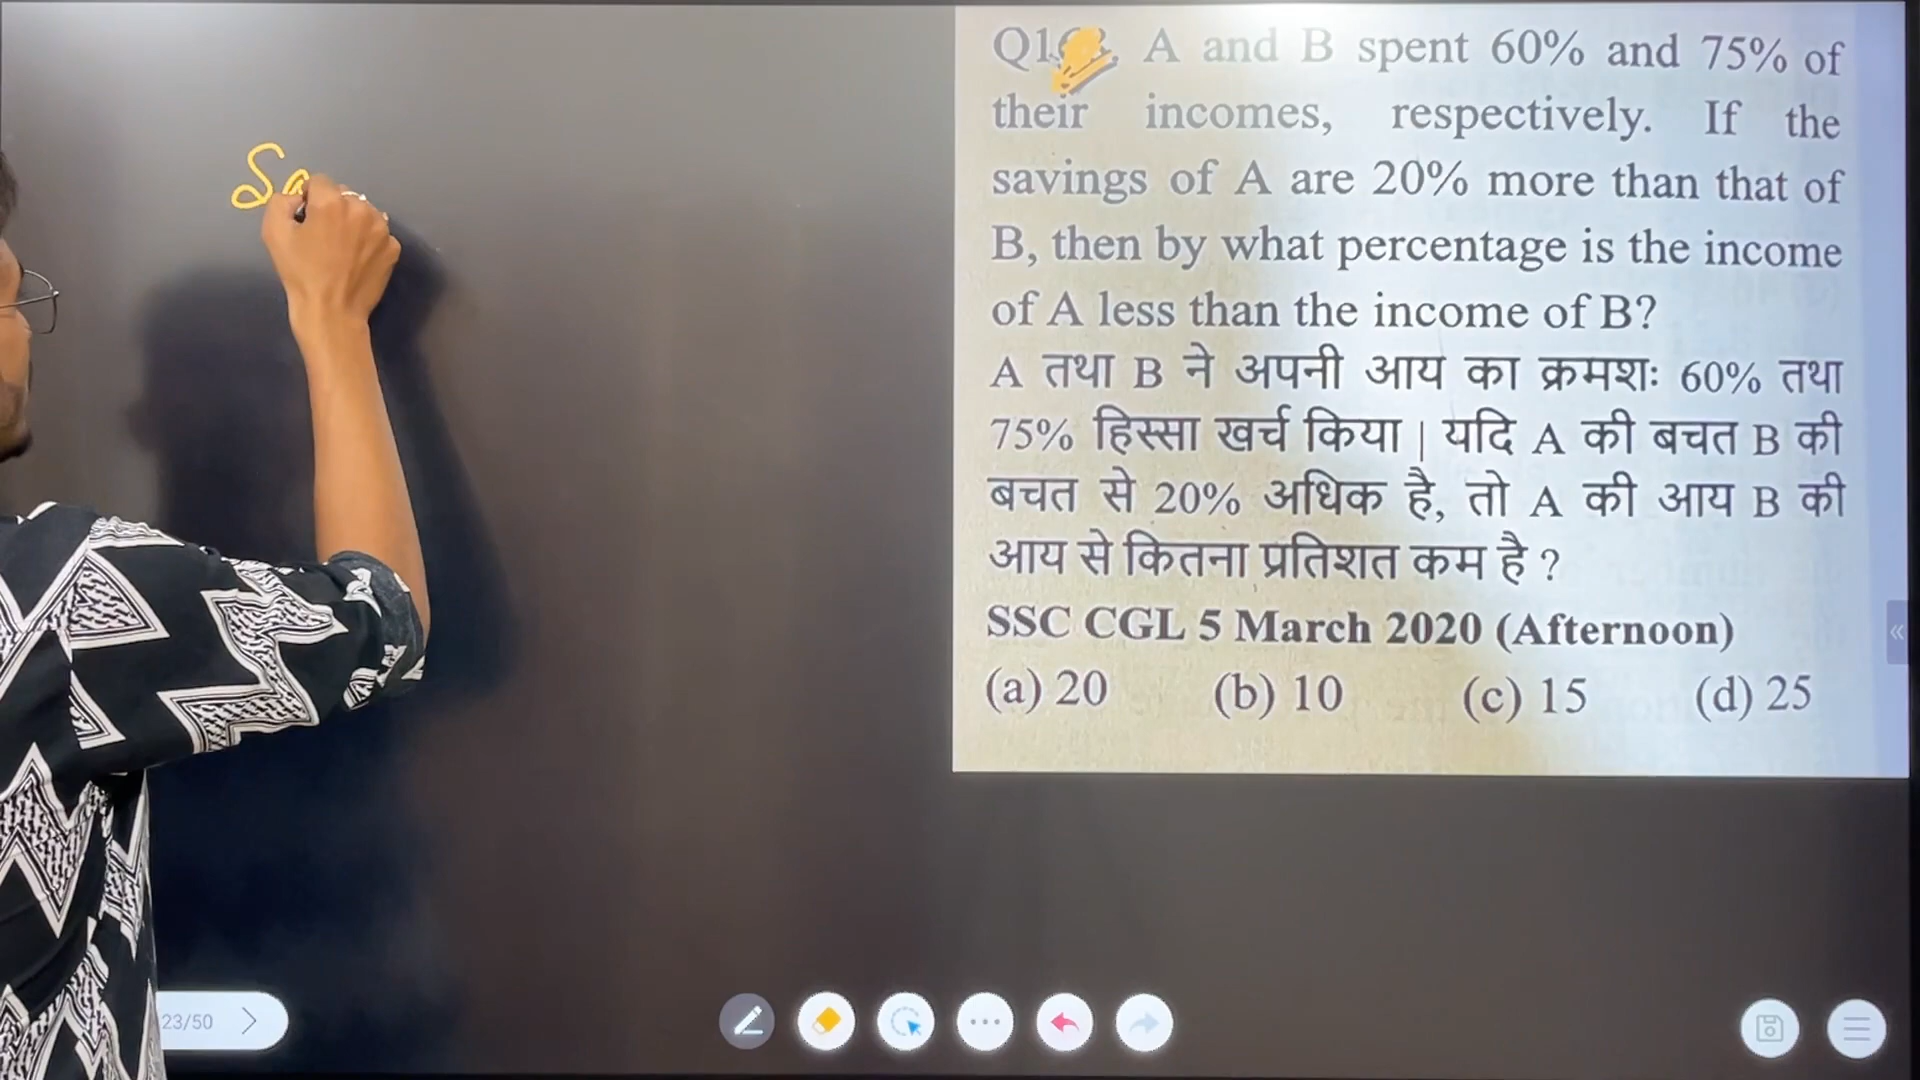 Sa
A and B spent 60% and 75% of
their incomes, respectively. If the
savings of A are 20% more than that of
B, then by what percentage is the income
of A less than the income of B?
A तथा B ने अपनी आय का क्रमशः 60% तथा
75% हिस्सा खर्च किया | यदि A की बचत B की
बचत से 20% अधिक है, तो A की आय B की
आय से कितना प्रतिशत कम है ?
SSC CGL 5 March 2020 (Afternoon)
(a) 20 (b) 10 (c) 15 (d) 25
23/50